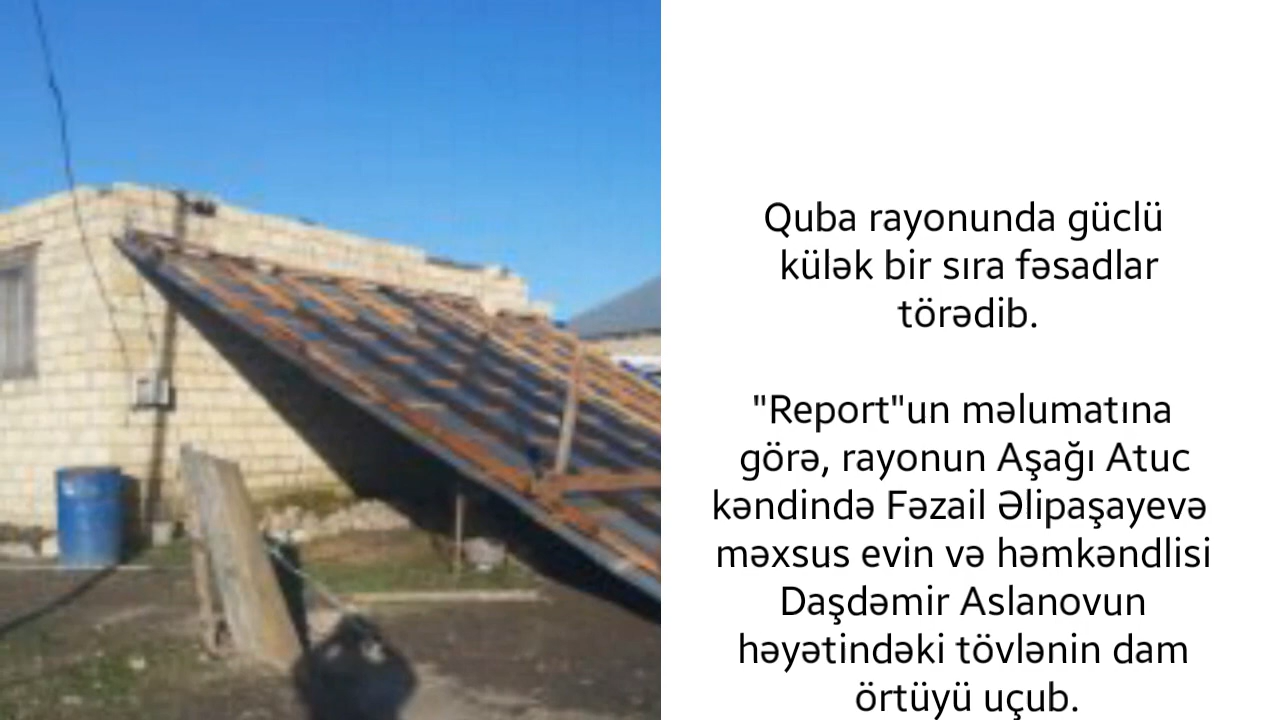 Quba rayonunda güclü
külək bir sıra fəsadlar
törədib.
"Report"un məlumatına
görə, rayonun Aşağı Atuc
kəndində Fəzail Əlipaşayevə
məxsus evin və həmkəndlisi
Daşdəmir Aslanovun
həyətindəki tövlənin dam
örtüyü uçub.